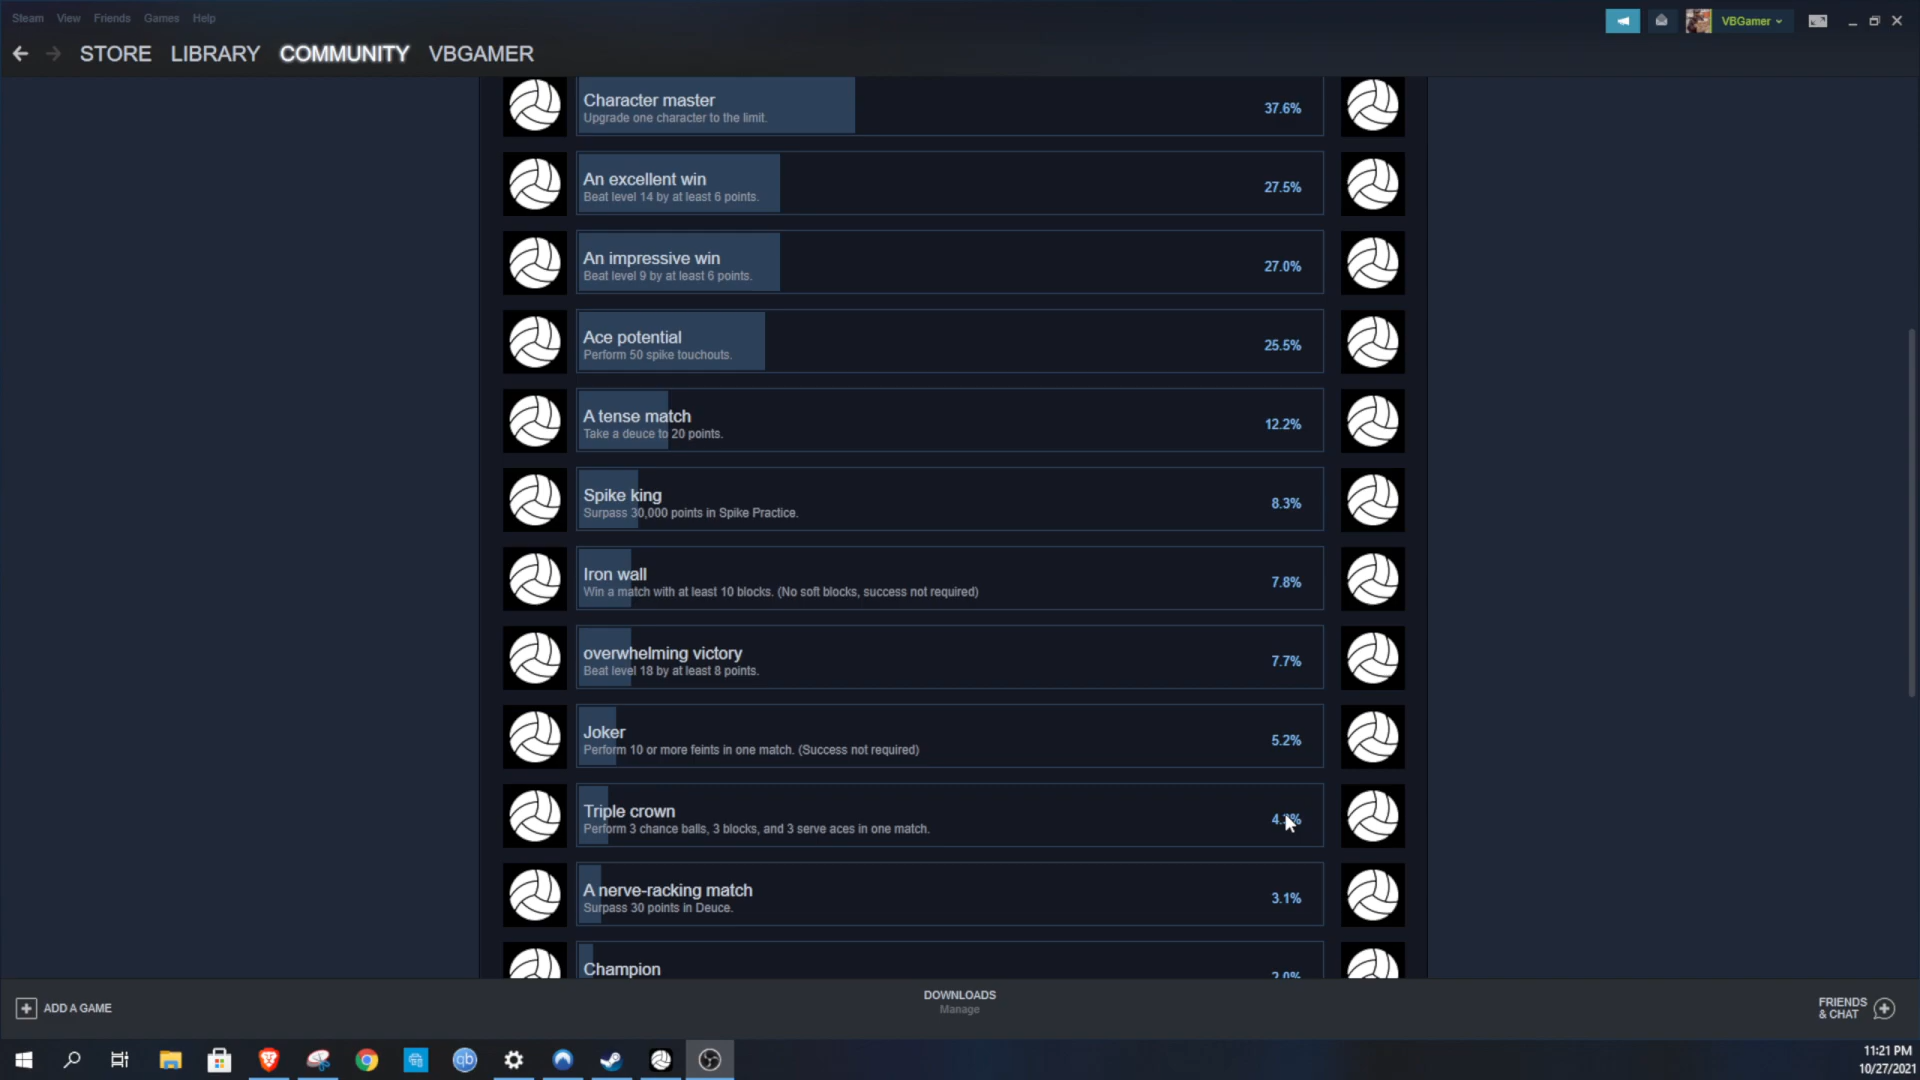 Steam View Friends Games Help
VBGamer
STORE LIBRARY COMMUNITY VBGAMER
Character master
Upgrade one character to the limit.
37.6%
An excellent win
Beat level 14 by at least 6 points.
27.5%
An impressive win
Beat level 9 by at least 6 points.
27.0%
Ace potential
Perform 50 spike touchouts.
25.5%
A tense match
Take a deuce to 20 points.
12.2%
Spike king
Surpass 30,000 points in Spike Practice.
8.3%
Iron wall
Win a match with at least 10 blocks. (No soft blocks, success not required)
7.8%
overwhelming victory
Beat level 18 by at least 8 points.
7.7%
Joker
Perform 10 or more feints in one match. (Success not required)
5.2%
Triple crown
Perform 3 chance balls, 3 blocks, and 3 serve aces in one match.
A nerve-racking match
Surpass 30 points in Deuce.
3.1%
Champion
2.0%
ADD A GAME
DOWNLOADS
Manage
FRIENDS
& CHAT
qb
11:21 PM
10/27/2021